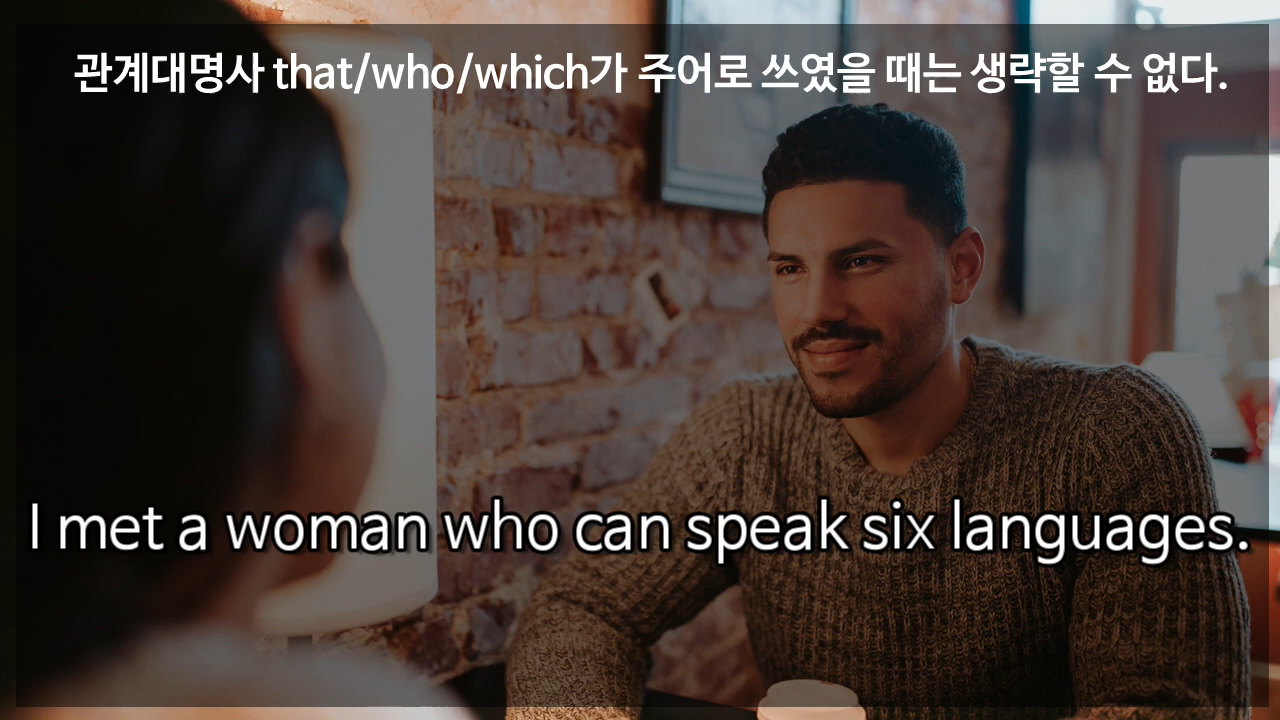 관계대명사 that/who/which가 주어로 쓰였을 때는 생략할 수 없다.
I met a woman who can speak six languages.